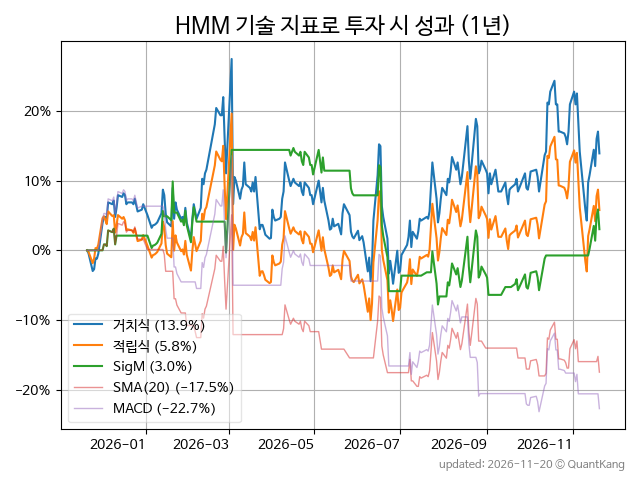 HMM 기술 지표로 투자 시 성과 (1년)
20%
10%
0%
−10%
−20%
거치식 (13.9%)
적립식 (5.8%)
SigM (3.0%)
SMA(20) (−17.5%)
MACD (−22.7%)
2026-01
2026-03
2026-05
2026-07
2026-09
2026-11
updated: 2026-11-20 © QuantKang